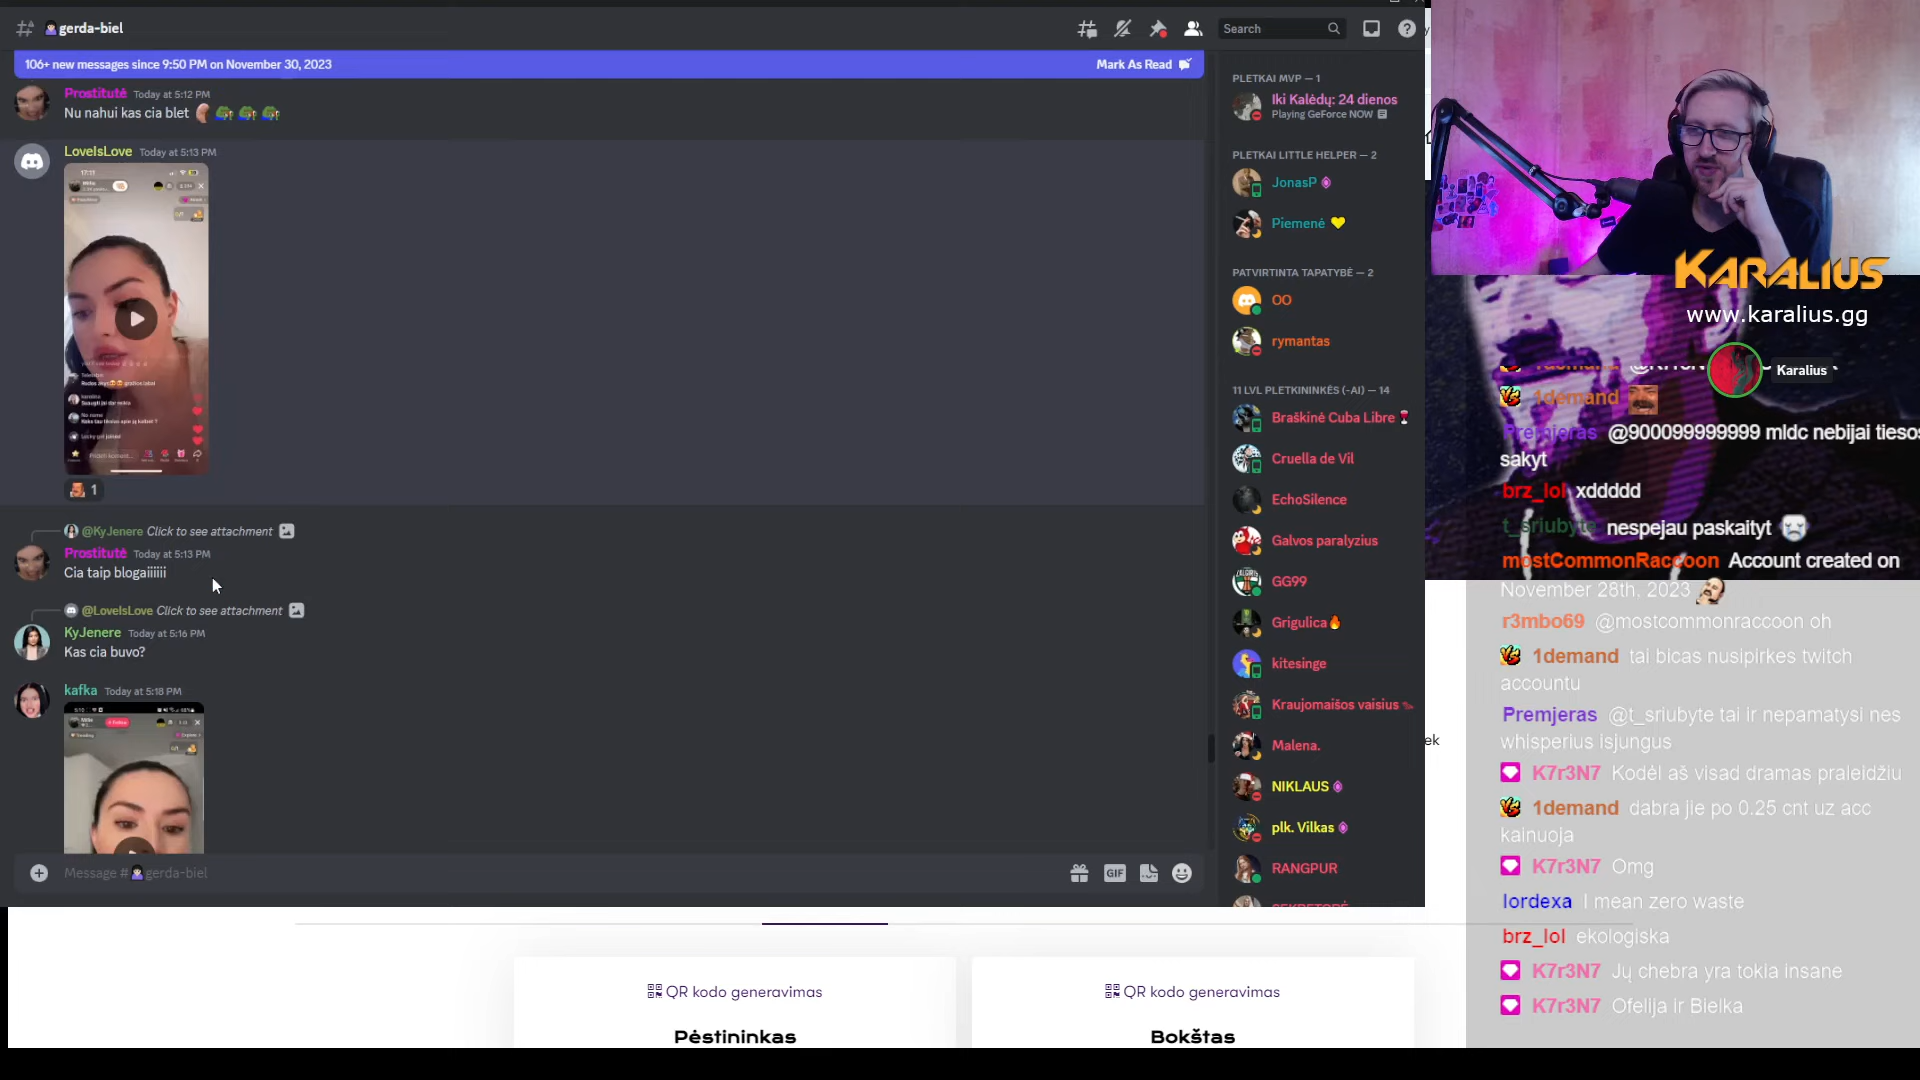 gerda-biel
Search
106+ new messages since 9:50 PM on November 30, 2023
Mark As Read
Prostitutė Today at 5:12 PM
Nu nahui kas cia blet
LoveIsLove Today at 5:13 PM
1
@KyJenere Click to see attachment
Prostitutė Today at 5:13 PM
Cia taip blogaiiiiii
@LoveIsLove Click to see attachment
KyJenere Today at 5:16 PM
Kas cia buvo?
kafka Today at 5:18 PM
Message # gerda-biel
GIF
PLETKAI MVP — 1
Iki Kalėdų: 24 dienos
Playing GeForce NOW
PLETKAI LITTLE HELPER — 2
JonasP
Piemenė
PATVIRTINTA TAPATYBĖ — 2
OO
rymantas
11 LVL PLETKININKĖS (-AI) — 14
Braškinė Cuba Libre
Cruella de Vil
EchoSilence
Galvos paralyzius
GG99
Grigulica
kitesinge
Kraujomaišos vaisius
Malena.
NIKLAUS
plk. Vilkas
RANGPUR
KARALIUS
www.karalius.gg
Karalius
1demand
Premjeras @900099999999 mldc nebijai tiesos
sakyt
brz_lol xddddd
t_sriubyte nespejau paskaityt
mostCommonRaccoon Account created on
November 28th, 2023
r3mbo69 @mostcommonraccoon oh
1demand tai bicas nusipirkes twitch
accountu
Premjeras @t_sriubyte tai ir nepamatysi nes
whisperius isjungus
K7r3N7 Kodėl aš visad dramas praleidžiu
1demand dabra jie po 0.25 cnt uz acc
kainuoja
K7r3N7 Omg
lordexa I mean zero waste
brz_lol ekologiska
K7r3N7 Jų chebra yra tokia insane
K7r3N7 Ofelija ir Bielka
ek
QR kodo generavimas
Pėstininkas
QR kodo generavimas
Bokštas